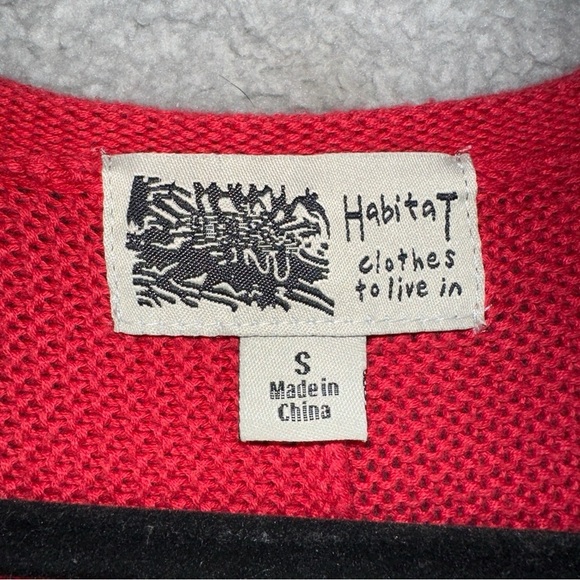 HabitaT
clothes
to live in
S
Made in
China